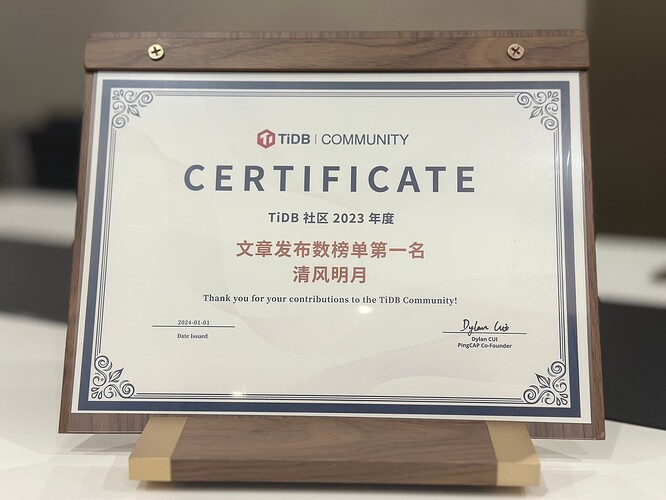 TiDB | COMMUNITY
CERTIFICATE
TiDB 社区 2023 年度
文章发布数榜单第一名
清风明月
Thank you for your contributions to the TiDB Community!
2024-01-01
Date Issued
Dylan Cui
Dylan CUI
PingCAP Co-Founder